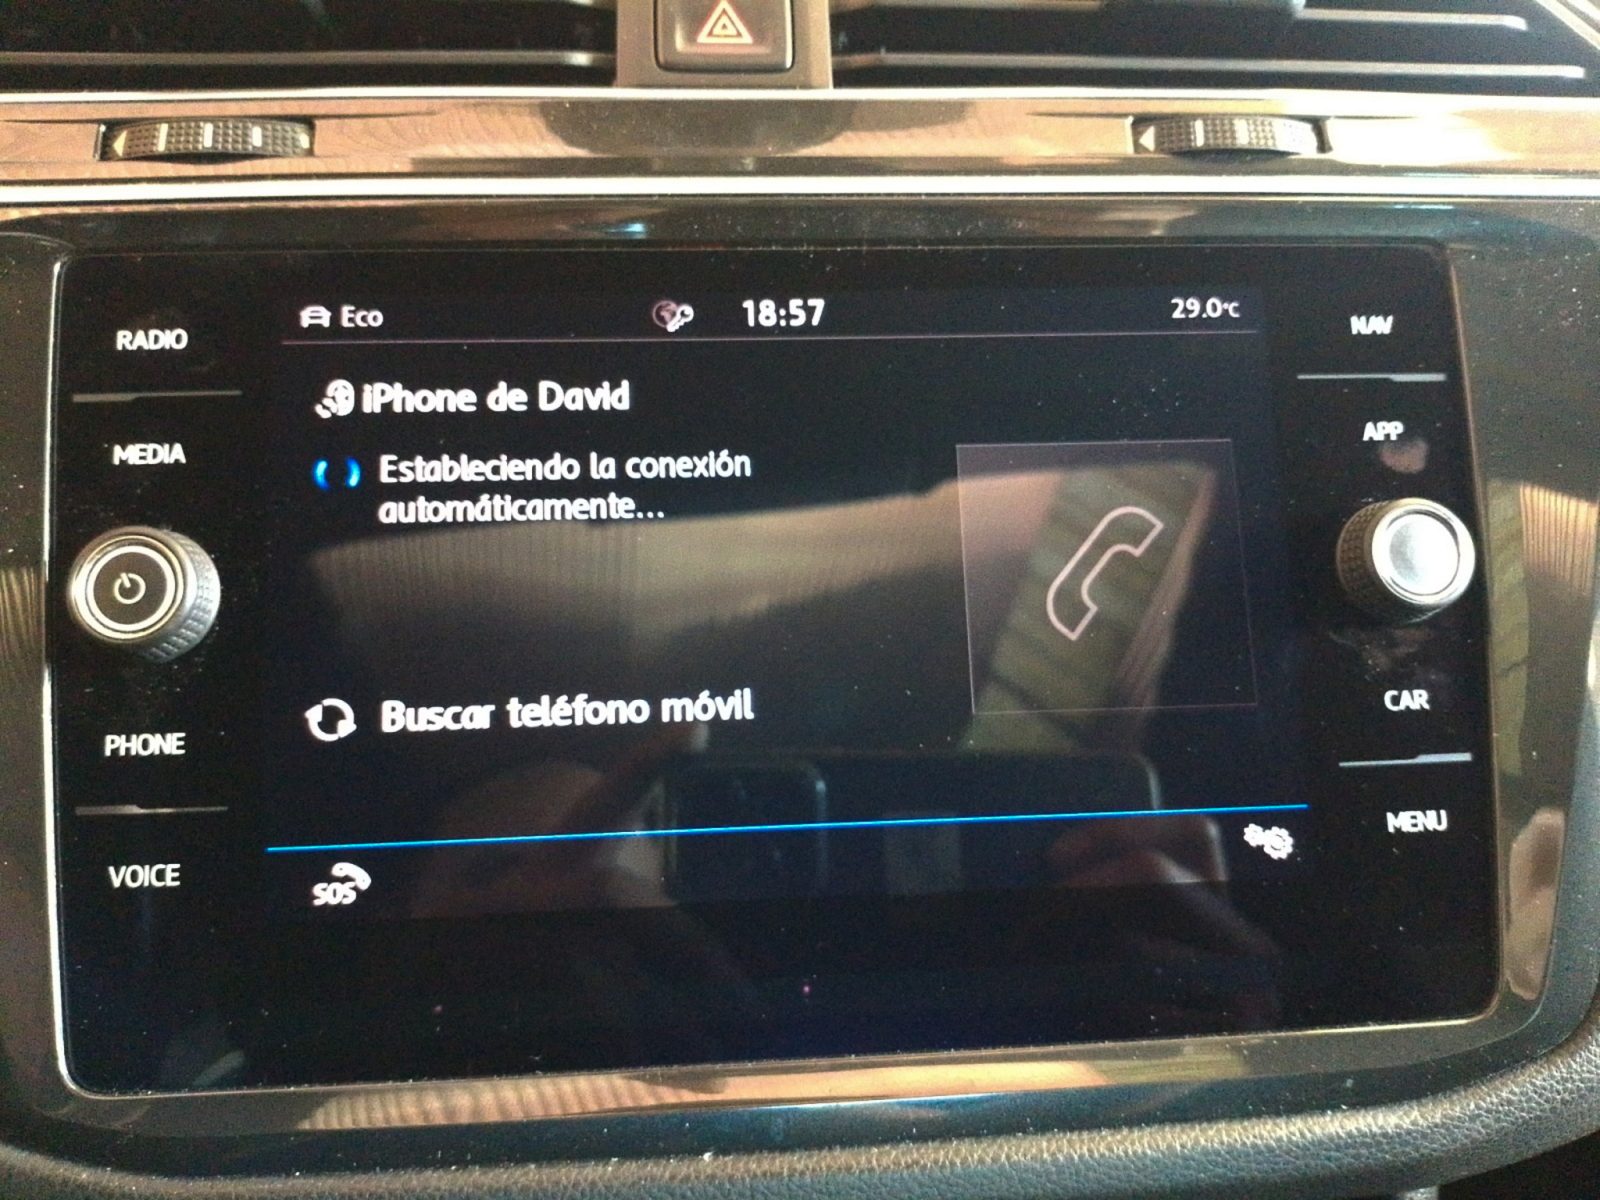 Eco
18:57
29.0°C
RADIO
MEDIA
PHONE
VOICE
iPhone de David
Estableciendo la conexión
automáticamente...
Buscar teléfono móvil
SOS
NAV
APP
CAR
MENU